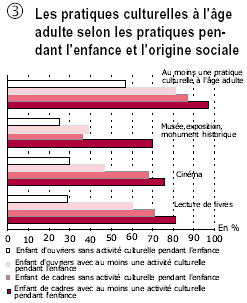 ③ Les pratiques culturelles à l'âge
adulte selon les pratiques pen-
dant l'enfance et l'origine sociale
Au moins une pratique
culturelle, à l'âge adulte
Musée, exposition,
monument historique
Cinéma
Lecture de livres
0 10 20 30 40 50 60 70 80 90 100
En %
Enfant d'ouvriers sans activité culturelle pendant l'enfance
Enfant d'ouvriers avec au moins une activité culturelle
pendant l'enfance
Enfant de cadres sans activité culturelle pendant l'enfance
Enfant de cadres avec au moins une activité culturelle
pendant l'enfance